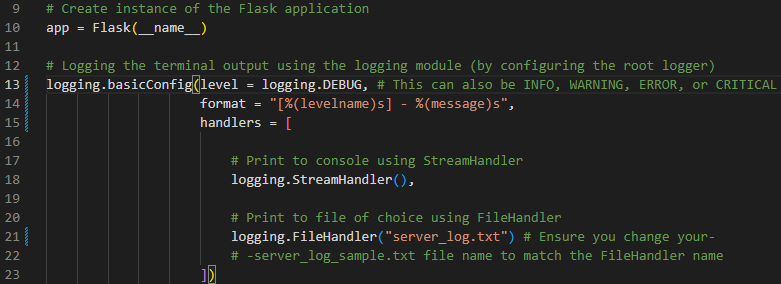 9 # Create instance of the Flask application
10 app = Flask(__name__)
11
12 # Logging the terminal output using the logging module (by configuring the root logger)
13 logging.basicConfig(level = logging.DEBUG, # This can also be INFO, WARNING, ERROR, or CRITICAL
14 format = "[%(levelname)s] - %(message)s",
15 handlers = [
16
17 # Print to console using StreamHandler
18 logging.StreamHandler(),
19
20 # Print to file of choice using FileHandler
21 logging.FileHandler("server_log.txt") # Ensure you change your-
22 # -server_log_sample.txt file name to match the FileHandler name
23 ])